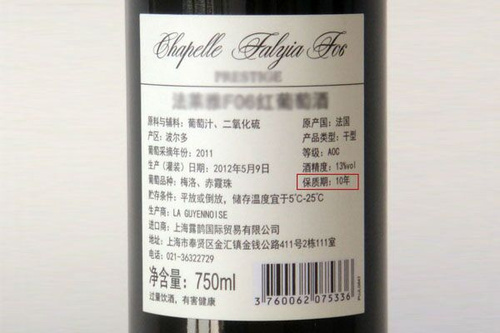 Chapelle Falyia F06
PRESTIGE
法莱雅F06红葡萄酒
原料与辅料：葡萄汁、二氧化硫 原产国：法国
产区：波尔多 产品类型：干型
葡萄采摘年份：2011 等级：AOC
生产（灌装）日期：2012年5月9日 酒精度：13%vol
葡萄品种：梅洛、赤霞珠 保质期：10年
贮存条件：平放或倒放，储存温度宜于5℃-25℃
生产商：LA GUYENNOISE
进口商：上海露鹊国际贸易有限公司
地址：上海市奉贤区金汇镇金钱公路411号2栋111室
电话：021-36322729
净含量：750ml
过量饮酒，有害健康
3 760062 075336